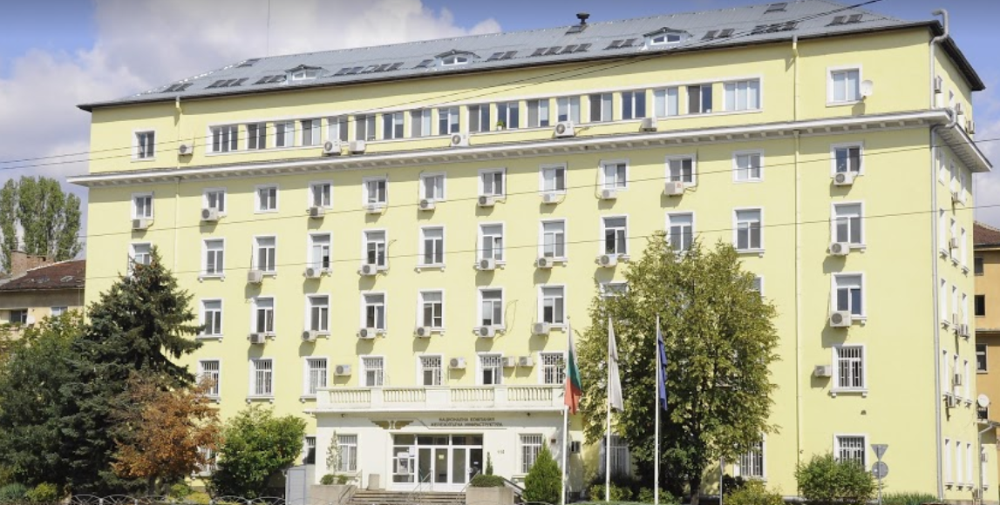 НАЦИОНАЛНА КОМПАНИЯ
ЖЕЛЕЗОПЪТНА ИНФРАСТРУКТУРА